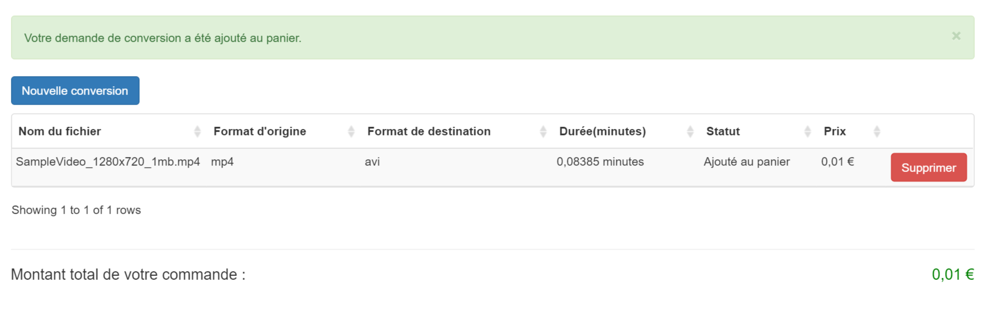 Votre demande de conversion a été ajouté au panier.
×
Nouvelle conversion
Nom du fichier Format d'origine Format de destination Durée(minutes) Statut Prix
SampleVideo_1280x720_1mb.mp4 mp4 avi 0,08385 minutes Ajouté au panier 0,01 € Supprimer
Showing 1 to 1 of 1 rows
Montant total de votre commande : 0,01 €